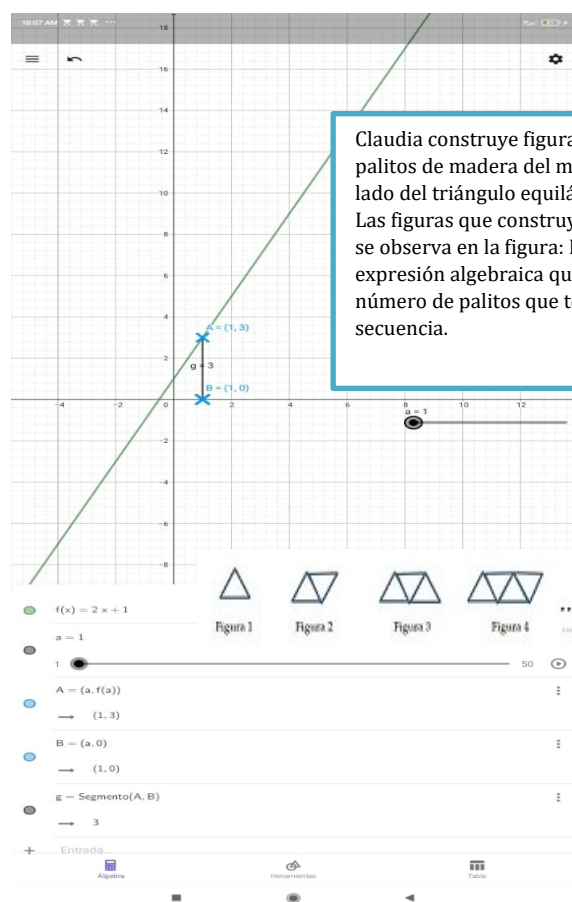 10:07 AM
Claudia construye figura
palitos de madera del m
lado del triángulo equilá
Las figuras que construy
se observa en la figura:
expresión algebraica qu
número de palitos que t
secuencia.
18
16
14
12
10
8
6
4
2
-2
-4
-6
-8
-4
-2
2
4
6
8
10
12
A = (1, 3)
g = 3
B = (1, 0)
a = 1
Figura 1
Figura 2
Figura 3
Figura 4
f(x) = 2 x + 1
a = 1
1
50
A = (a, f(a))
→ (1, 3)
B = (a, 0)
→ (1, 0)
g = Segmento(A, B)
→ 3
+ Entrada...
Álgebra
Herramientas
Tabla